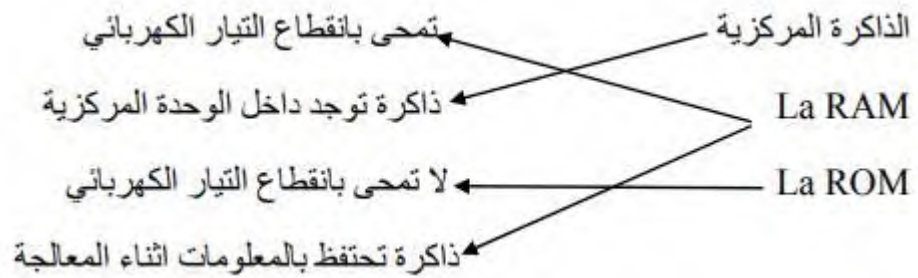 الذاكرة المركزية تمحى بانقطاع التيار الكهربائي
La RAM ذاكرة توجد داخل الوحدة المركزية
La ROM لا تمحى بانقطاع التيار الكهربائي
ذاكرة تحتفظ بالمعلومات اثناء المعالجة